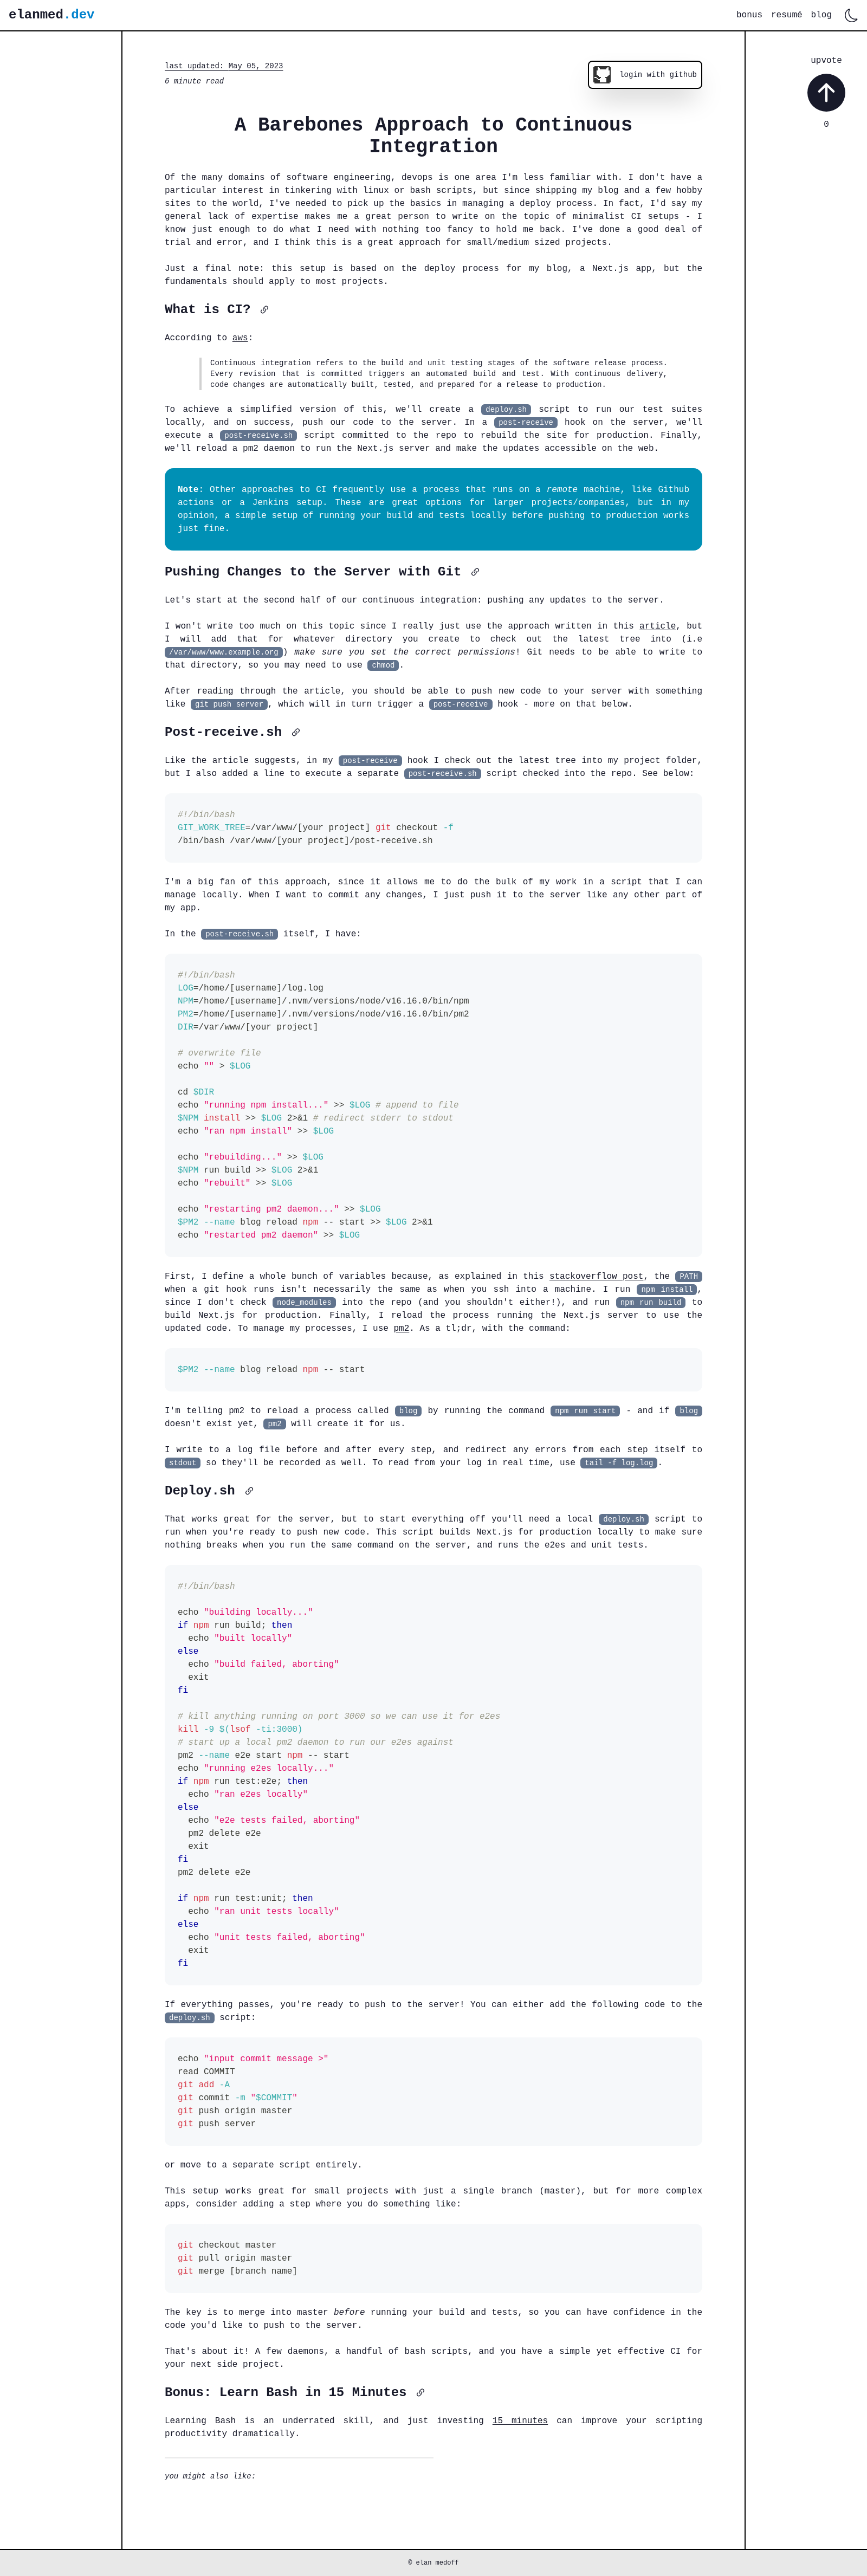 elanmed.dev
bonus resumé blog
last updated: May 05, 2023
6 minute read
login with github
upvote
0
A Barebones Approach to Continuous
Integration
Of the many domains of software engineering, devops is one area I'm less familiar with. I don't have a
particular interest in tinkering with linux or bash scripts, but since shipping my blog and a few hobby
sites to the world, I've needed to pick up the basics in managing a deploy process. In fact, I'd say my
general lack of expertise makes me a great person to write on the topic of minimalist CI setups - I
know just enough to do what I need with nothing too fancy to hold me back. I've done a good deal of
trial and error, and I think this is a great approach for small/medium sized projects.
Just a final note: this setup is based on the deploy process for my blog, a Next.js app, but the
fundamentals should apply to most projects.
What is CI?
According to aws:
Continuous integration refers to the build and unit testing stages of the software release process.
Every revision that is committed triggers an automated build and test. With continuous delivery,
code changes are automatically built, tested, and prepared for a release to production.
To achieve a simplified version of this, we'll create a deploy.sh script to run our test suites
locally, and on success, push our code to the server. In a post-receive hook on the server, we'll
execute a post-receive.sh script committed to the repo to rebuild the site for production. Finally,
we'll reload a pm2 daemon to run the Next.js server and make the updates accessible on the web.
Note: Other approaches to CI frequently use a process that runs on a remote machine, like Github
actions or a Jenkins setup. These are great options for larger projects/companies, but in my
opinion, a simple setup of running your build and tests locally before pushing to production works
just fine.
Pushing Changes to the Server with Git
Let's start at the second half of our continuous integration: pushing any updates to the server.
I won't write too much on this topic since I really just use the approach written in this article, but
I will add that for whatever directory you create to check out the latest tree into (i.e
/var/www/www.example.org) make sure you set the correct permissions! Git needs to be able to write to
that directory, so you may need to use chmod.
After reading through the article, you should be able to push new code to your server with something
like git push server, which will in turn trigger a post-receive hook - more on that below.
Post-receive.sh
Like the article suggests, in my post-receive hook I check out the latest tree into my project folder,
but I also added a line to execute a separate post-receive.sh script checked into the repo. See below:
#!/bin/bash
GIT_WORK_TREE=/var/www/[your project] git checkout -f
/bin/bash /var/www/[your project]/post-receive.sh
I'm a big fan of this approach, since it allows me to do the bulk of my work in a script that I can
manage locally. When I want to commit any changes, I just push it to the server like any other part of
my app.
In the post-receive.sh itself, I have:
#!/bin/bash
LOG=/home/[username]/log.log
NPM=/home/[username]/.nvm/versions/node/v16.16.0/bin/npm
PM2=/home/[username]/.nvm/versions/node/v16.16.0/bin/pm2
DIR=/var/www/[your project]
# overwrite file
echo "" > $LOG
cd $DIR
echo "running npm install..." >> $LOG # append to file
$NPM install >> $LOG 2>&1 # redirect stderr to stdout
echo "ran npm install" >> $LOG
echo "rebuilding..." >> $LOG
$NPM run build >> $LOG 2>&1
echo "rebuilt" >> $LOG
echo "restarting pm2 daemon..." >> $LOG
$PM2 --name blog reload npm -- start >> $LOG 2>&1
echo "restarted pm2 daemon" >> $LOG
First, I define a whole bunch of variables because, as explained in this stackoverflow post, the PATH
when a git hook runs isn't necessarily the same as when you ssh into a machine. I run npm install,
since I don't check node_modules into the repo (and you shouldn't either!), and run npm run build to
build Next.js for production. Finally, I reload the process running the Next.js server to use the
updated code. To manage my processes, I use pm2. As a tl;dr, with the command:
$PM2 --name blog reload npm -- start
I'm telling pm2 to reload a process called blog by running the command npm run start - and if blog
doesn't exist yet, pm2 will create it for us.
I write to a log file before and after every step, and redirect any errors from each step itself to
stdout so they'll be recorded as well. To read from your log in real time, use tail -f log.log.
Deploy.sh
That works great for the server, but to start everything off you'll need a local deploy.sh script to
run when you're ready to push new code. This script builds Next.js for production locally to make sure
nothing breaks when you run the same command on the server, and runs the e2es and unit tests.
#!/bin/bash
echo "building locally..."
if npm run build; then
echo "built locally"
else
echo "build failed, aborting"
exit
fi
# kill anything running on port 3000 so we can use it for e2es
kill -9 $(lsof -ti:3000)
# start up a local pm2 daemon to run our e2es against
pm2 --name e2e start npm -- start
echo "running e2es locally..."
if npm run test:e2e; then
echo "ran e2es locally"
else
echo "e2e tests failed, aborting"
pm2 delete e2e
exit
fi
pm2 delete e2e
if npm run test:unit; then
echo "ran unit tests locally"
else
echo "unit tests failed, aborting"
exit
fi
If everything passes, you're ready to push to the server! You can either add the following code to the
deploy.sh script:
echo "input commit message >"
read COMMIT
git add -A
git commit -m "$COMMIT"
git push origin master
git push server
or move to a separate script entirely.
This setup works great for small projects with just a single branch (master), but for more complex
apps, consider adding a step where you do something like:
git checkout master
git pull origin master
git merge [branch name]
The key is to merge into master before running your build and tests, so you can have confidence in the
code you'd like to push to the server.
That's about it! A few daemons, a handful of bash scripts, and you have a simple yet effective CI for
your next side project.
Bonus: Learn Bash in 15 Minutes
Learning Bash is an underrated skill, and just investing 15 minutes can improve your scripting
productivity dramatically.
you might also like:
© elan medoff